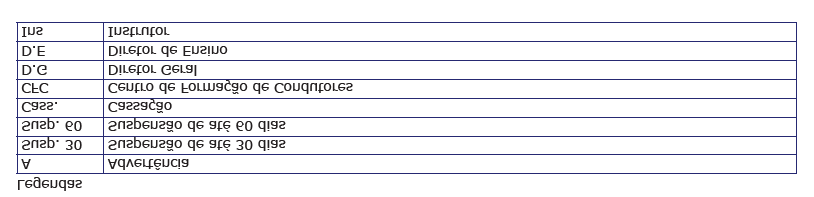 Legendas
A Advertência
Susp. 30 Suspensão de até 30 dias
Susp. 60 Suspensão de até 60 dias
Cass. Cassação
CFC Centro de Formação de Condutores
D.G Diretor Geral
D.E Diretor de Ensino
Ins Instrutor